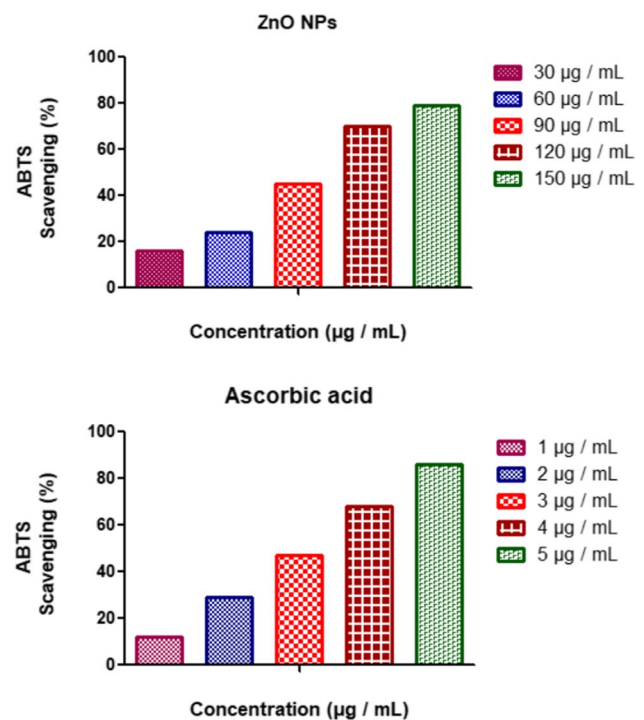 ZnO NPs
100
80
60
40
20
0
ABTS
Scavenging (%)
Concentration (µg / mL)
30 µg / mL
60 µg / mL
90 µg / mL
120 µg / mL
150 µg / mL
Ascorbic acid
100
80
60
40
20
0
ABTS
Scavenging (%)
Concentration (µg / mL)
1 µg / mL
2 µg / mL
3 µg / mL
4 µg / mL
5 µg / mL